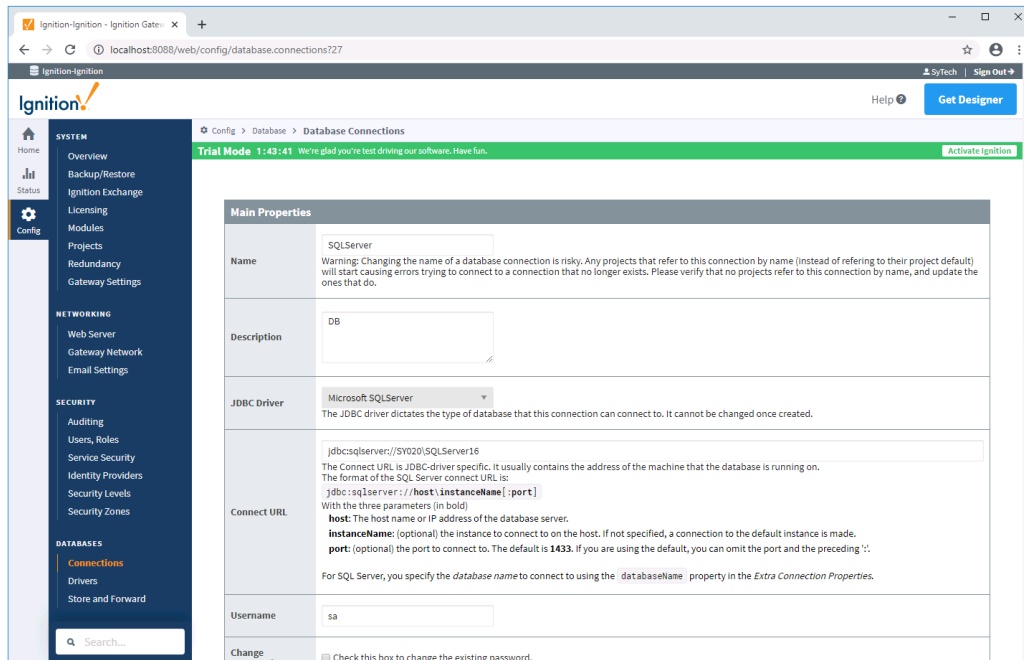 Ignition-Ignition - Ignition Gatew
localhost:8088/web/config/database.connections?27
Ignition-Ignition
SyTech | Sign Out
Ignition!
Help
Get Designer
Home
Status
Config
SYSTEM
Overview
Backup/Restore
Ignition Exchange
Licensing
Modules
Projects
Redundancy
Gateway Settings
NETWORKING
Web Server
Gateway Network
Email Settings
SECURITY
Auditing
Users, Roles
Service Security
Identity Providers
Security Levels
Security Zones
DATABASES
Connections
Drivers
Store and Forward
Search...
Config > Database > Database Connections
Trial Mode 1:43:41 We're glad you're test driving our software. Have fun.
Activate Ignition
Main Properties
Name
SQLServer
Warning: Changing the name of a database connection is risky. Any projects that refer to this connection by name (instead of refering to their project default)
will start causing errors trying to connect to a connection that no longer exists. Please verify that no projects refer to this connection by name, and update the
ones that do.
Description
DB
JDBC Driver
Microsoft SQLServer
The JDBC driver dictates the type of database that this connection can connect to. It cannot be changed once created.
Connect URL
jdbc:sqlserver://SY020\SQLServer16
The Connect URL is JDBC-driver specific. It usually contains the address of the machine that the database is running on.
The format of the SQL Server connect URL is:
jdbc:sqlserver://host\instanceName[:port]
With the three parameters (in bold)
host: The host name or IP address of the database server.
instanceName: (optional) the instance to connect to on the host. If not specified, a connection to the default instance is made.
port: (optional) the port to connect to. The default is 1433. If you are using the default, you can omit the port and the preceding ':'.
For SQL Server, you specify the database name to connect to using the databaseName property in the Extra Connection Properties.
Username
sa
Change
Check this box to change the existing password.